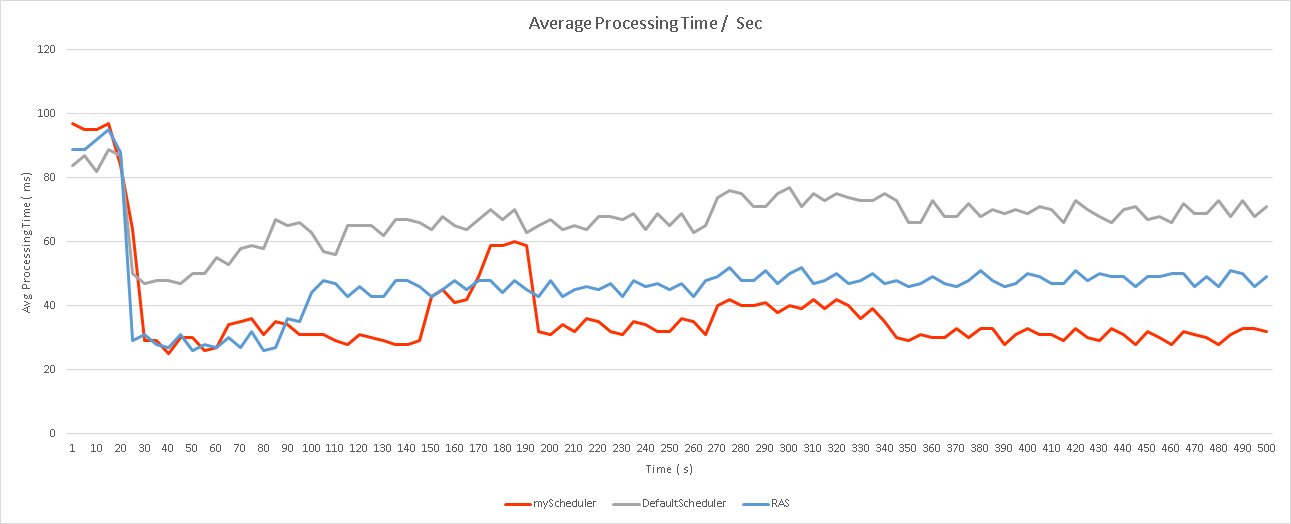 Average Processing Time / Sec
120
100
80
60
40
20
0
Avg Processing Time ( ms)
1 10 20 30 40 50 60 70 80 90 100 110 120 130 140 150 160 170 180 190 200 210 220 230 240 250 260 270 280 290 300 310 320 330 340 350 360 370 380 390 400 410 420 430 440 450 460 470 480 490 500
Time ( s)
myScheduler DefaultScheduler RAS